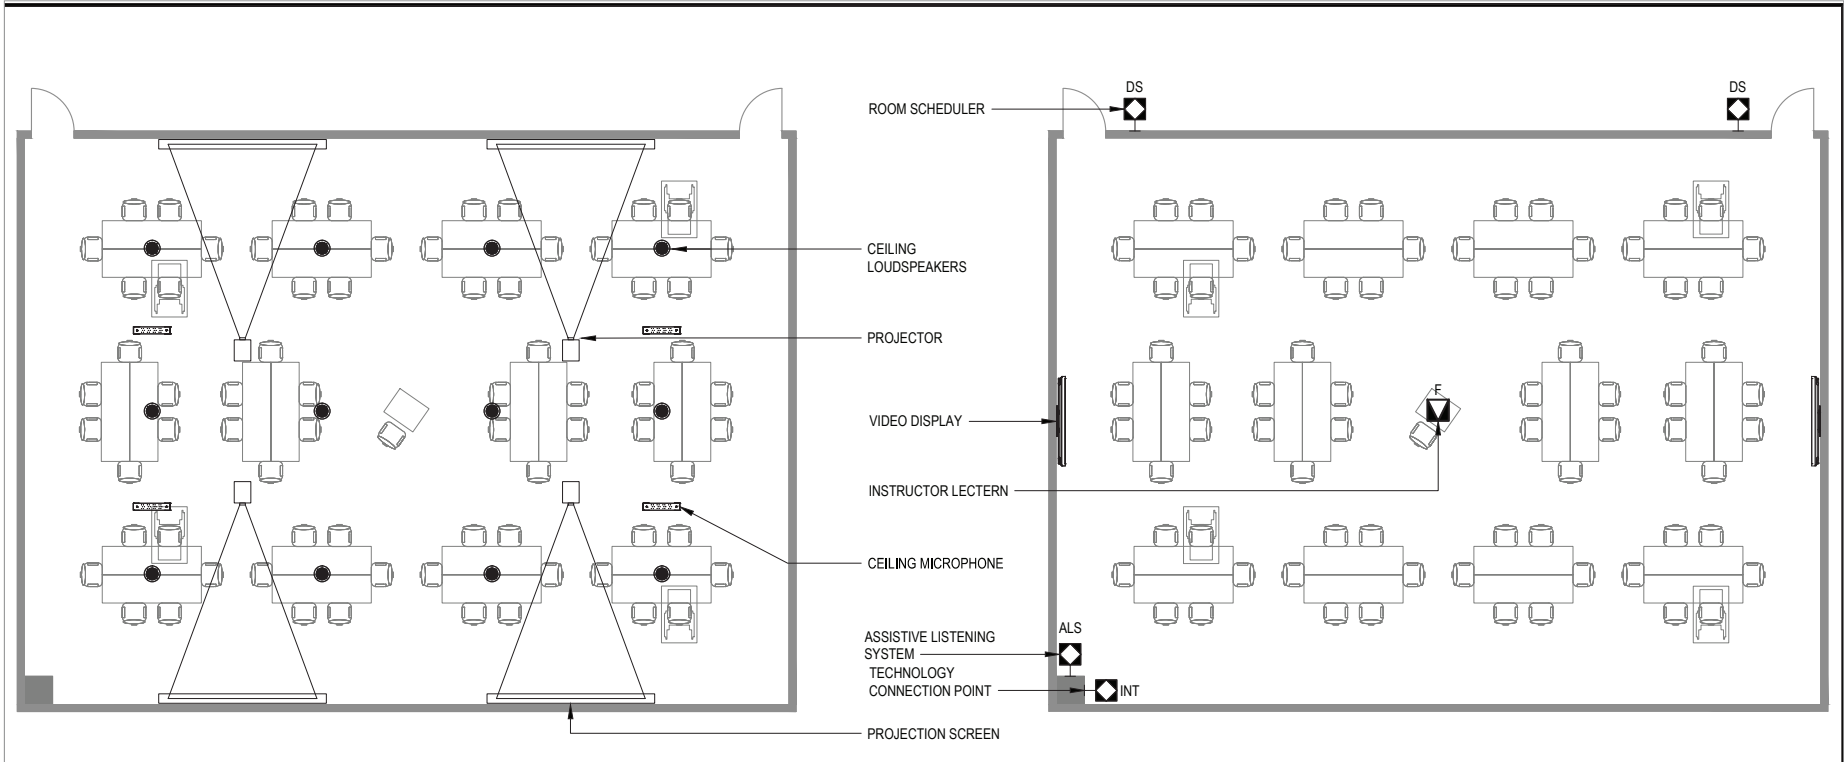 DS
DS
ROOM SCHEDULER
CEILING
LOUDSPEAKERS
PROJECTOR
F
VIDEO DISPLAY
INSTRUCTOR LECTERN
CEILING MICROPHONE
ALS
ASSISTIVE LISTENING
SYSTEM
TECHNOLOGY
CONNECTION POINT
INT
PROJECTION SCREEN